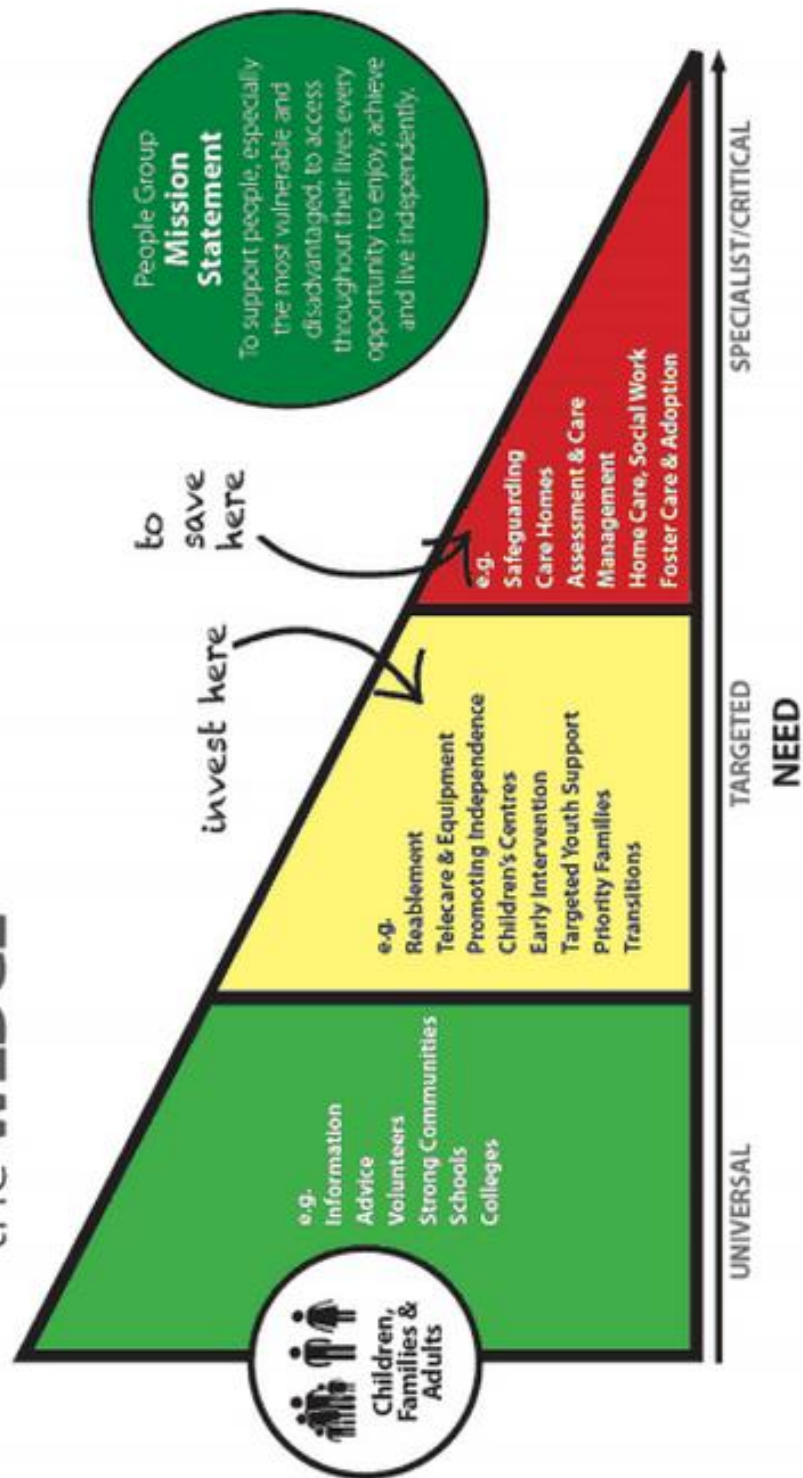 the WEDGE
People Group
Mission
Statement
To support people, especially
the most vulnerable and
disadvantaged, to access
throughout their lives every
opportunity to enjoy, achieve
and live independently.
invest here
to
save
here
Children,
Families &
Adults
e.g.
Information
Advice
Volunteers
Strong Communities
Schools
Colleges
e.g.
Reablement
Telecare & Equipment
Promoting Independence
Children's Centres
Early Intervention
Targeted Youth Support
Priority Families
Transitions
e.g.
Safeguarding
Care Homes
Assessment & Care
Management
Home Care, Social Work
Foster Care & Adoption
UNIVERSAL
TARGETED
SPECIALIST/CRITICAL
NEED